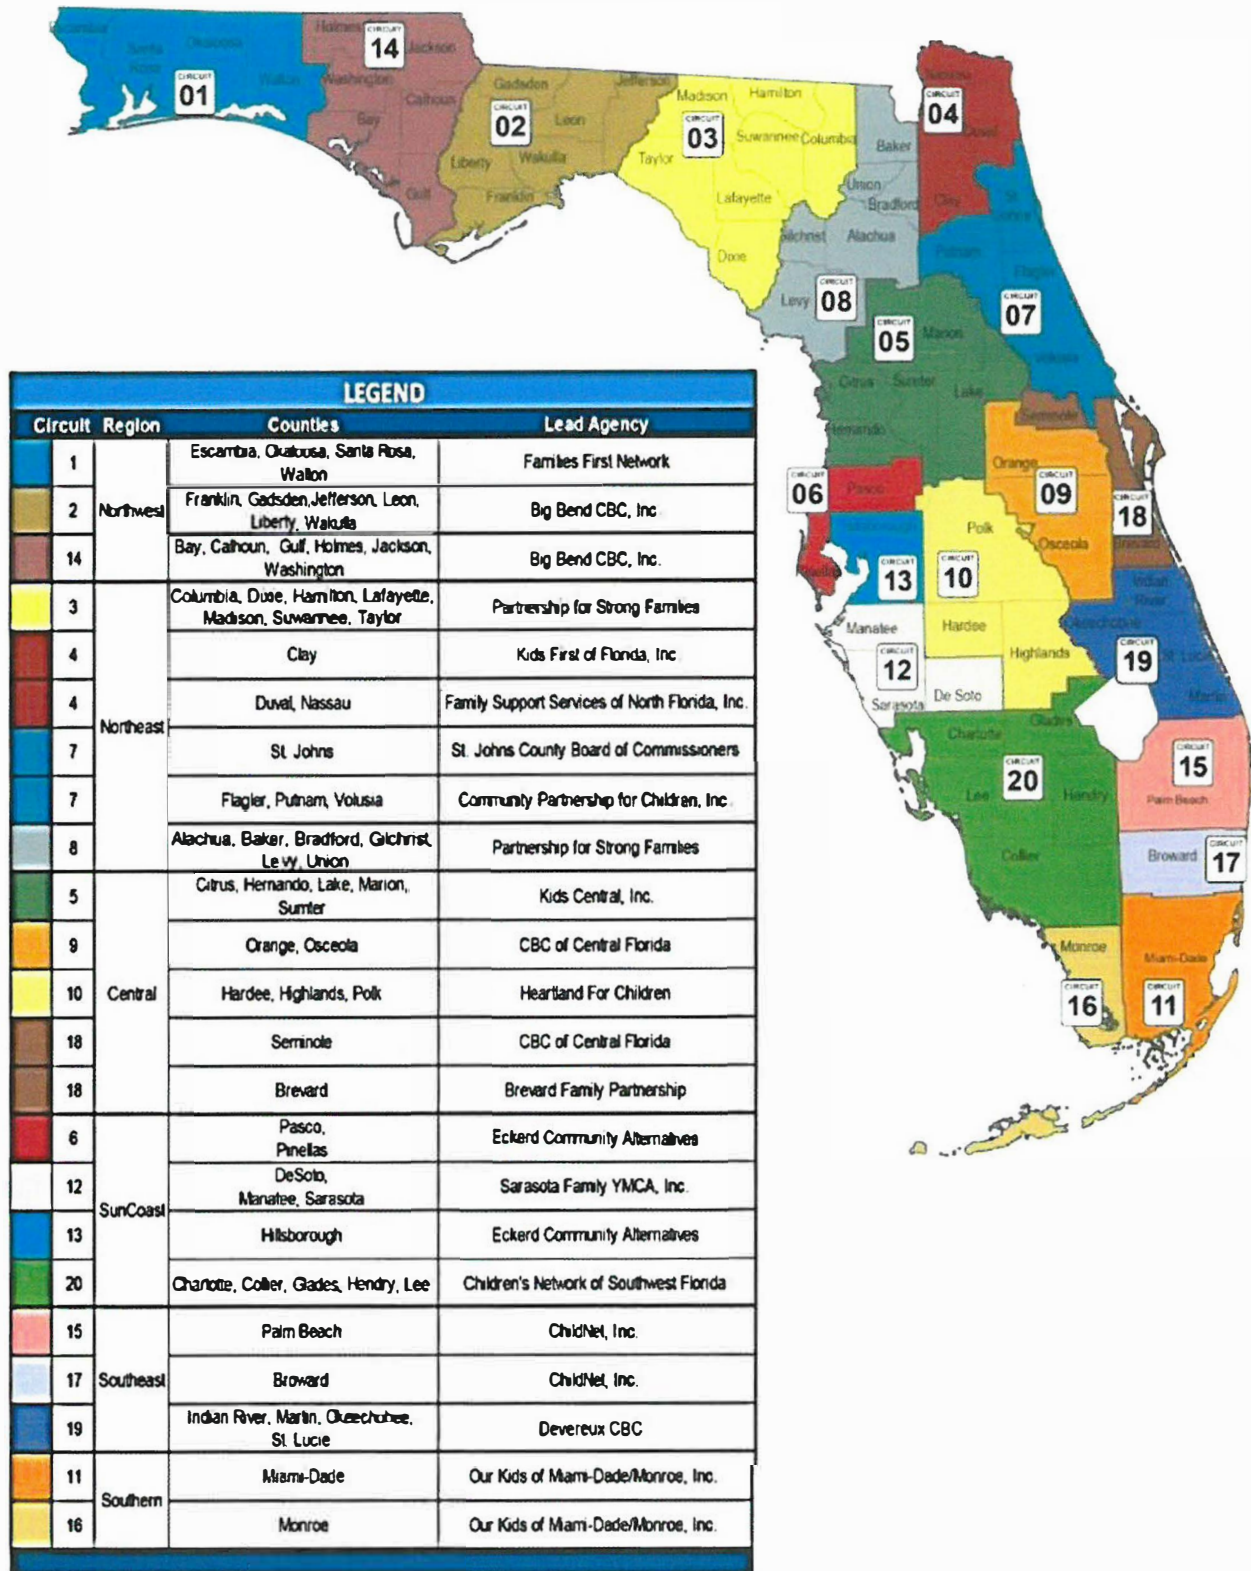 Escambia
Santa
Rosa
Okaloosa
Walton
CIRCUIT
01
Holmes
CIRCUIT
14
Jackson
Washington
Calhoun
Bay
Gulf
Gadsden
Jefferson
CIRCUIT
02
Leon
Liberty
Wakulla
Franklin
Madison
Hamilton
CIRCUIT
03
Suwannee
Columbia
Taylor
Lafayette
Dixie
Baker
Union
Bradford
Gilchrist
Alachua
Levy
CIRCUIT
08
Nassau
CIRCUIT
04
Duval
Clay
St.
Johns
Putnam
Flagler
CIRCUIT
07
Volusia
CIRCUIT
05
Marion
Citrus
Sumter
Lake
Hernando
Seminole
CIRCUIT
06
Pasco
Pinellas
Orange
CIRCUIT
09
Osceola
CIRCUIT
18
Brevard
Polk
CIRCUIT
10
CIRCUIT
13
Hardee
Highlands
Manatee
CIRCUIT
12
Sarasota
De Soto
Indian
River
Okeechobee
CIRCUIT
19
St. Lucie
Martin
Charlotte
Glades
CIRCUIT
20
Lee
Hendry
Collier
CIRCUIT
15
Palm Beach
Broward
CIRCUIT
17
Monroe
CIRCUIT
16
Miami-Dade
CIRCUIT
11
LEGEND
Circuit Region Counties Lead Agency
1 Escambia, Okaloosa, Santa Rosa,
Walton Families First Network
Northwest
2 Franklin, Gadsden,Jefferson, Leon,
Liberty, Wakulla Big Bend CBC, Inc
14 Bay, Calhoun, Gulf, Holmes, Jackson,
Washington Big Bend CBC, Inc.
3 Columbia, Dixie, Hamilton, Lafayette,
Madison, Suwannee, Taylor Partnership for Strong Families
4 Clay Kids First of Florida, Inc
4 Duval, Nassau Family Support Services of North Florida, Inc.
Northeast
7 St. Johns St. Johns County Board of Commissioners
7 Flagler, Putnam, Volusia Community Partnership for Children, Inc.
8 Alachua, Baker, Bradford, Gilchrist,
Levy, Union Partnership for Strong Families
5 Citrus, Hernando, Lake, Marion,
Sumter Kids Central, Inc.
9 Orange, Osceola CBC of Central Florida
10 Central Hardee, Highlands, Polk Heartland For Children
18 Seminole CBC of Central Florida
18 Brevard Brevard Family Partnership
6 Pasco,
Pinellas Eckerd Community Alternatives
12 DeSoto,
Manatee, Sarasota Sarasota Family YMCA, Inc.
SunCoast
13 Hillsborough Eckerd Community Alternatives
20 Charlotte, Collier, Glades, Hendry, Lee Children's Network of Southwest Florida
15 Palm Beach ChildNet, Inc.
17 Southeast Broward ChildNet, Inc.
19 Indian River, Martin, Okeechobee,
St. Lucie Devereux CBC
11 Miami-Dade Our Kids of Miami-Dade/Monroe, Inc.
Southern
16 Monroe Our Kids of Miami-Dade/Monroe, Inc.